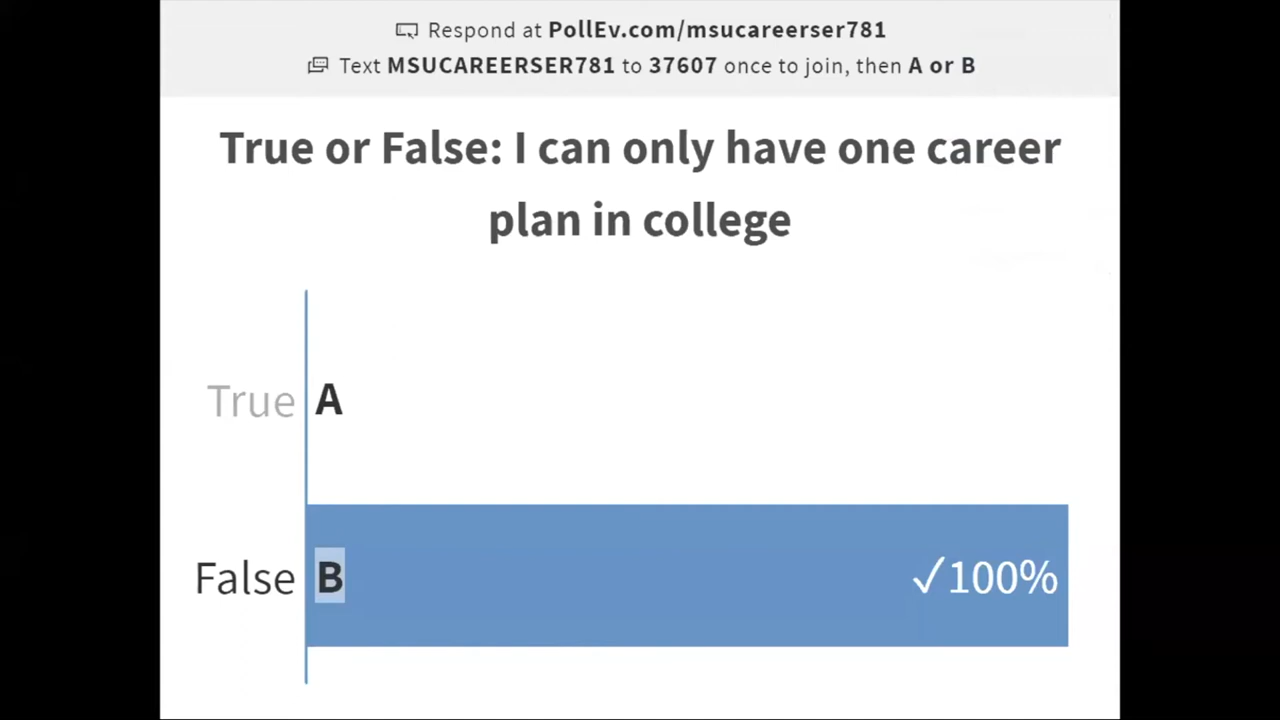 Respond at PollEv.com/msucareerser781
Text MSUCAREERSER781 to 37607 once to join, then A or B
True or False: I can only have one career
plan in college
True A
False B ✓100%